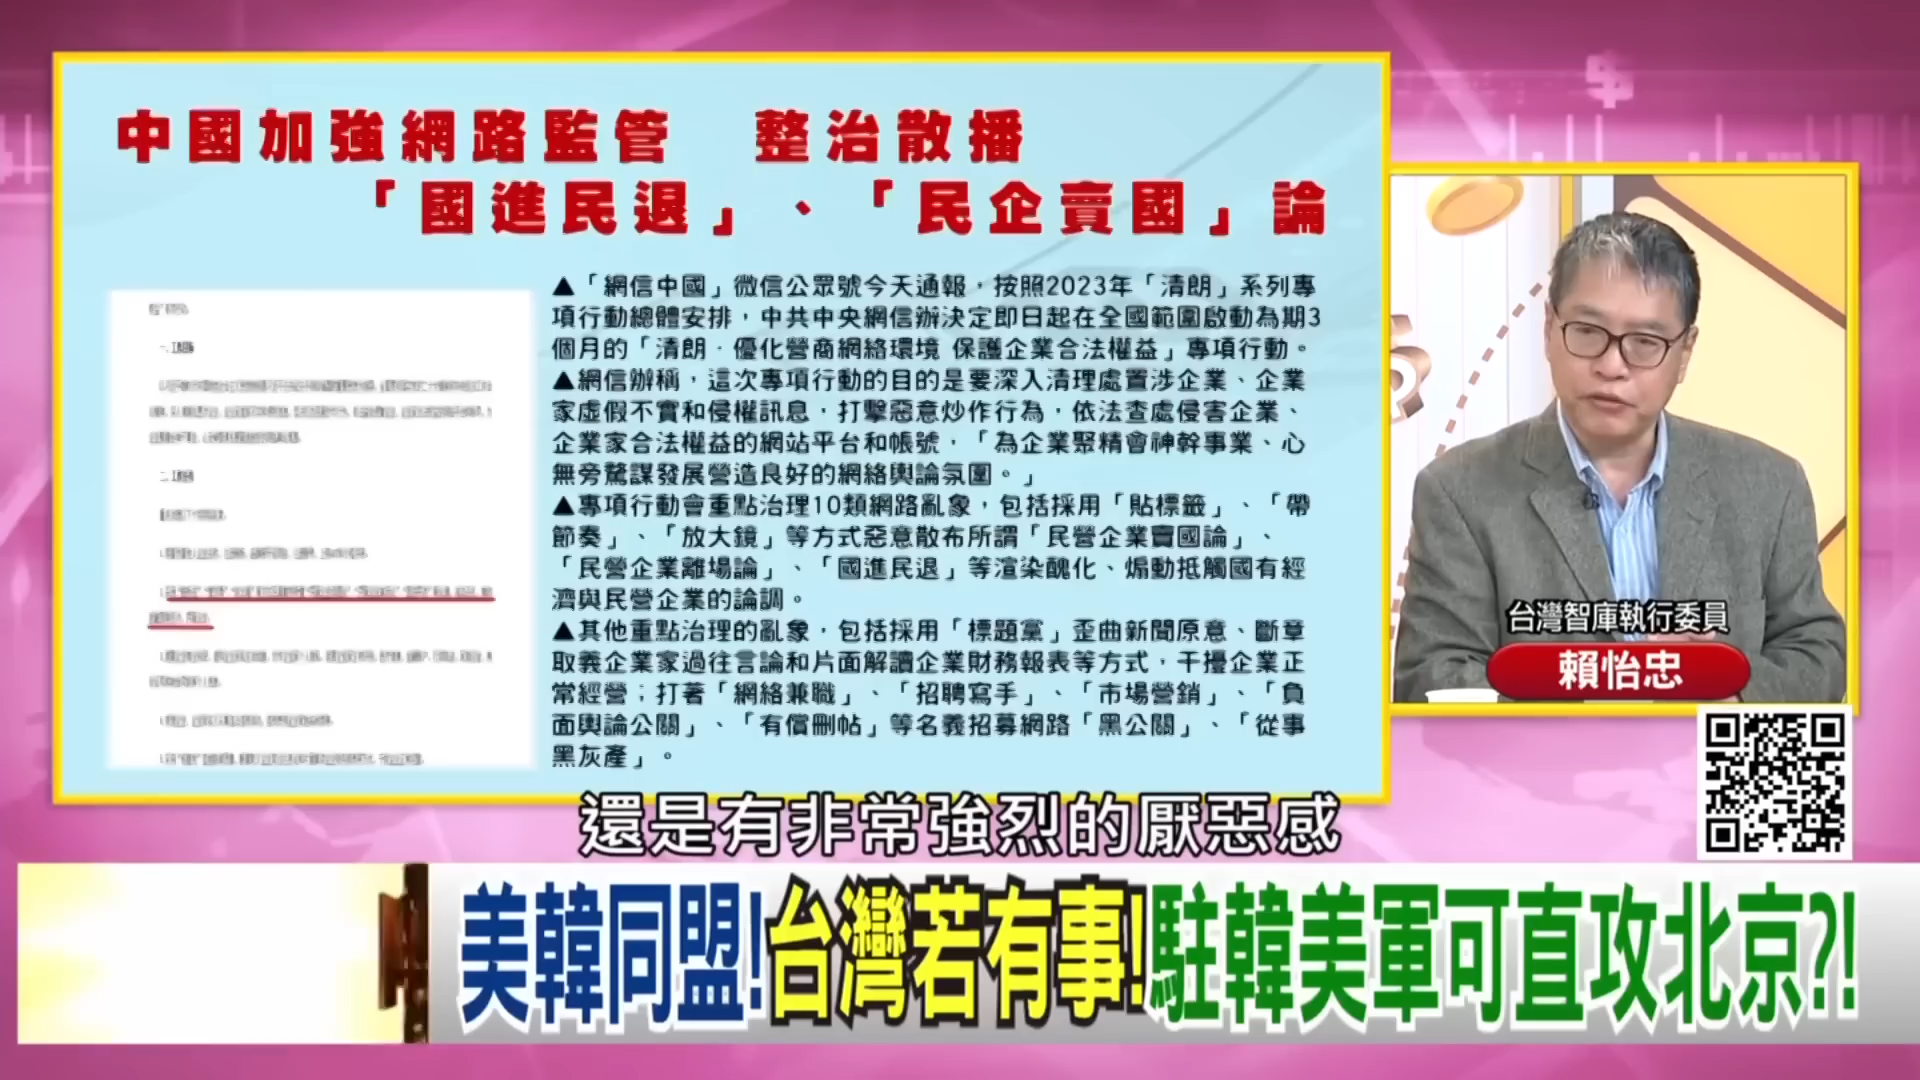 中國加強網路監管 整治散播
「國進民退」、「民企賣國」論
▲「網信中國」微信公眾號今天通報，按照2023年「清朗」系列專
項行動總體安排，中共中央網信辦決定即日起在全國範圍啟動為期3
個月的「清朗．優化營商網絡環境 保護企業合法權益」專項行動。
▲網信辦稱，這次專項行動的目的是要深入清理處置涉企業、企業
家虛假不實和侵權訊息，打擊惡意炒作行為，依法查處侵害企業、
企業家合法權益的網站平台和帳號，「為企業聚精會神幹事業、心
無旁騖謀發展營造良好的網絡輿論氛圍。」
▲專項行動會重點治理10類網路亂象，包括採用「貼標籤」、「帶
節奏」、「放大鏡」等方式惡意散布所謂「民營企業賣國論」、
「民營企業離場論」、「國進民退」等渲染醜化、煽動抵觸國有經
濟與民營企業的論調。
▲其他重點治理的亂象，包括採用「標題黨」歪曲新聞原意、斷章
取義企業家過往言論和片面解讀企業財務報表等方式，干擾企業正
常經營；打著「網絡兼職」、「招聘寫手」、「市場營銷」、「負
面輿論公關」、「有償刪帖」等名義招募網路「黑公關」、「從事
黑灰產」。
台灣智庫執行委員
賴怡忠
還是有非常強烈的厭惡感
美韓同盟!台灣若有事!駐韓美軍可直攻北京?!